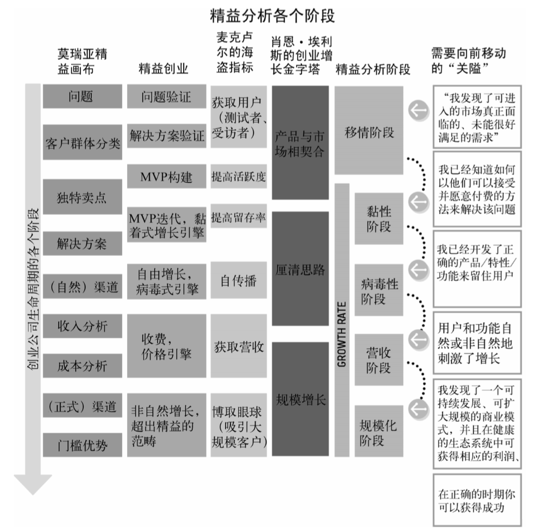 精益分析各个阶段
莫瑞亚精
益画布
精益创业
麦克卢
尔的海
盗指标
肖恩·埃利
斯的创业增
长金字塔
精益分析阶段
需要向前移动
的“关隘”
创业公司生命周期的各个阶段
问题
客户群体分类
独特卖点
解决方案
（自然）渠道
收入分析
成本分析
（正式）渠道
门槛优势
问题验证
解决方案验证
MVP构建
MVP迭代，黏
着式增长引擎
自由增长，
病毒式引擎
收费，
价格引擎
非自然增长，
超出精益的
范畴
获取用户
（测试者、
受访者）
提高活跃度
提高留存率
自传播
获取营收
博取眼球
（吸引大
规模客户）
产品与市
场相契合
厘清思路
规模增长
移情阶段
GROWTH RATE
黏性
阶段
病毒性
阶段
营收
阶段
规模化
阶段
“我发现了可进
入的市场真正面
临的、未能很好
满足的需求”
我已经知道如何
以他们可以接受
并愿意付费的方
法来解决该问题
我已经开发了正
确的产品/特性/
功能来留住用户
用户和功能自
然或非自然地
刺激了增长
我发现了一个可
持续发展、可扩
大规模的商业模
式，并且在健康
的生态系统中可
获得相应的利润、
在正确的时期你
可以获得成功